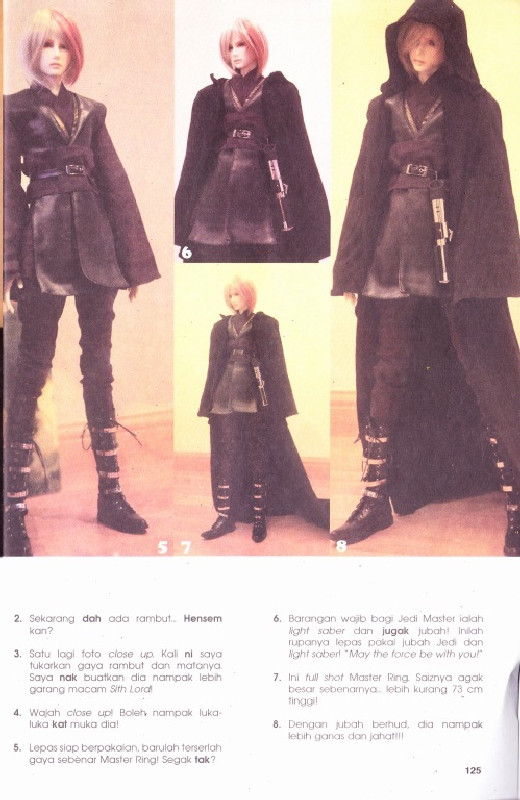 6
5
7
8
2. Sekarang dah ada rambut... Hensem
kan?
3. Satu lagi foto close up. Kali ni saya
tukarkan gaya rambut dan matanya.
Saya nak buatkan dia nampak lebih
garang macam Sith Lord!
4. Wajah close up! Boleh nampak luka-
luka kat muka dia!
5. Lepas siap berpakaian, barulah terserlah
gaya sebenar Master Ring! Segak tak?
6. Barangan wajib bagi Jedi Master ialah
light saber dan jugak jubah! Inilah
rupanya lepas pakai jubah Jedi dan
light saber! "May the force be with you!"
7. Ini full shot Master Ring. Saiznya agak
besar sebenarnya... lebih kurang 73 cm
tinggi!
8. Dengan jubah berhud, dia nampak
lebih ganas dan jahat!!!!
125